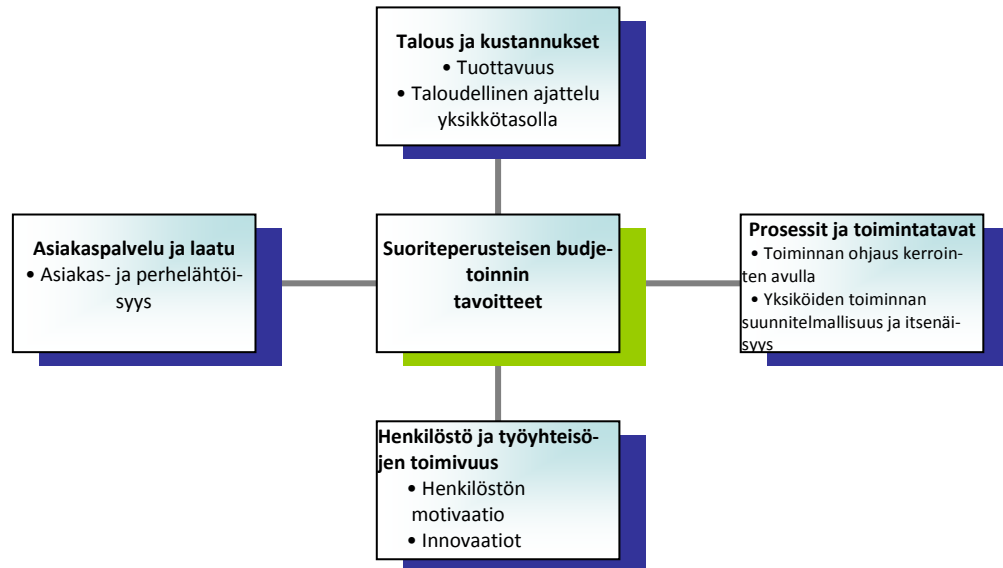 Talous ja kustannukset
• Tuottavuus
• Taloudellinen ajattelu
yksikkötasolla
Asiakaspalvelu ja laatu
• Asiakas- ja perhelähtöi-
syys
Suoriteperusteisen budje-
toinnin
tavoitteet
Prosessit ja toimintatavat
• Toiminnan ohjaus kerroin-
ten avulla
• Yksiköiden toiminnan
suunnitelmallisuus ja itsenäi-
syys
Henkilöstö ja työyhteisö-
jen toimivuus
• Henkilöstön
motivaatio
• Innovaatiot